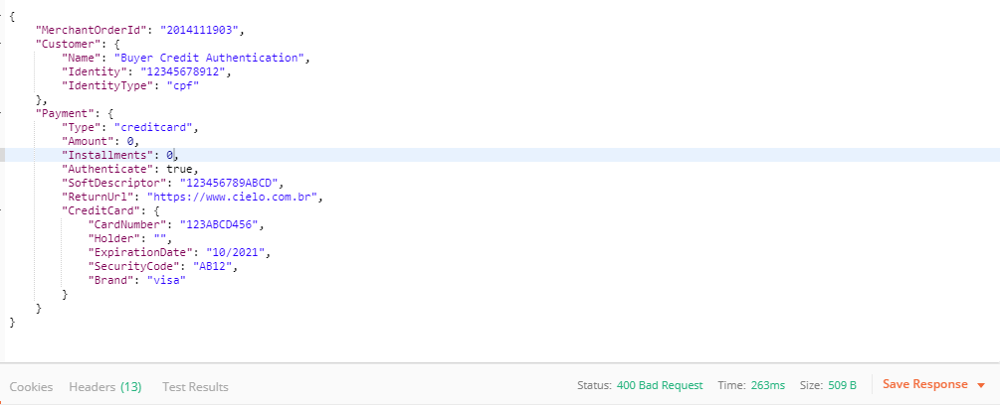 {
"MerchantOrderId": "2014111903",
"Customer": {
"Name": "Buyer Credit Authentication",
"Identity": "12345678912",
"IdentityType": "cpf"
},
"Payment": {
"Type": "creditcard",
"Amount": 0,
"Installments": 0,
"Authenticate": true,
"SoftDescriptor": "123456789ABCD",
"ReturnUrl": "https://www.cielo.com.br",
"CreditCard": {
"CardNumber": "123ABCD456",
"Holder": "",
"ExpirationDate": "10/2021",
"SecurityCode": "AB12",
"Brand": "visa"
}
}
}
Cookies Headers (13) Test Results Status: 400 Bad Request Time: 263ms Size: 509 B Save Response